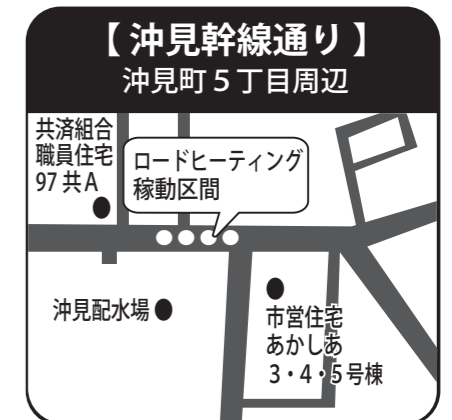 【 沖見幹線通り 】
沖見町 5 丁目周辺
共済組合
職員住宅
97 共A
ロードヒーティング
稼動区間
沖見配水場
市営住宅
あかしあ
3・4・5号棟